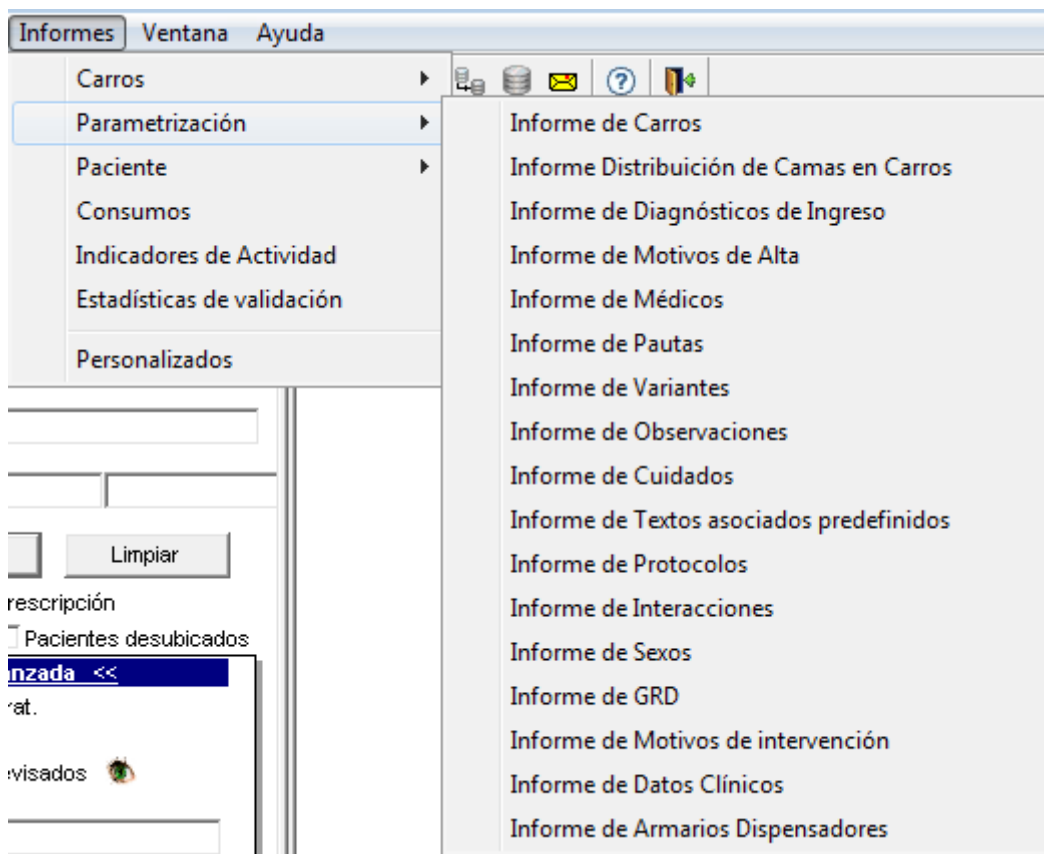 Informes Ventana Ayuda
Carros
Parametrización
Paciente
Consumos
Indicadores de Actividad
Estadísticas de validación
Personalizados
Informe de Carros
Informe Distribuición de Camas en Carros
Informe de Diagnósticos de Ingreso
Informe de Motivos de Alta
Informe de Médicos
Informe de Pautas
Informe de Variantes
Informe de Observaciones
Informe de Cuidados
Informe de Textos asociados predefinidos
Informe de Protocolos
Informe de Interacciones
Informe de Sexos
Informe de GRD
Informe de Motivos de intervención
Informe de Datos Clínicos
Informe de Armarios Dispensadores
Limpiar
rescripción
Pacientes desubicados
anzada <<
rat.
evisados